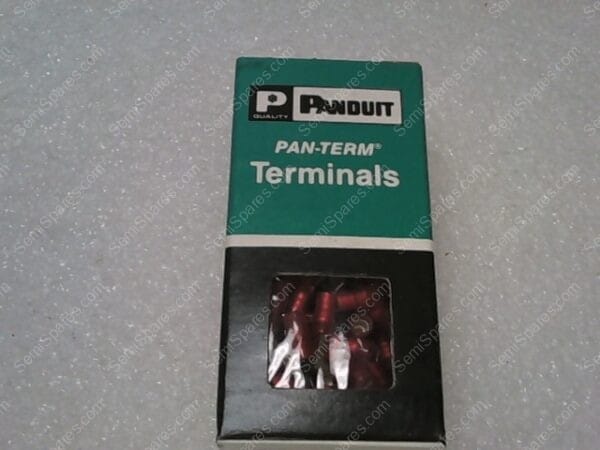 P PANDUIT
QUALITY
PAN-TERM®
Terminals
SemiSpares.com